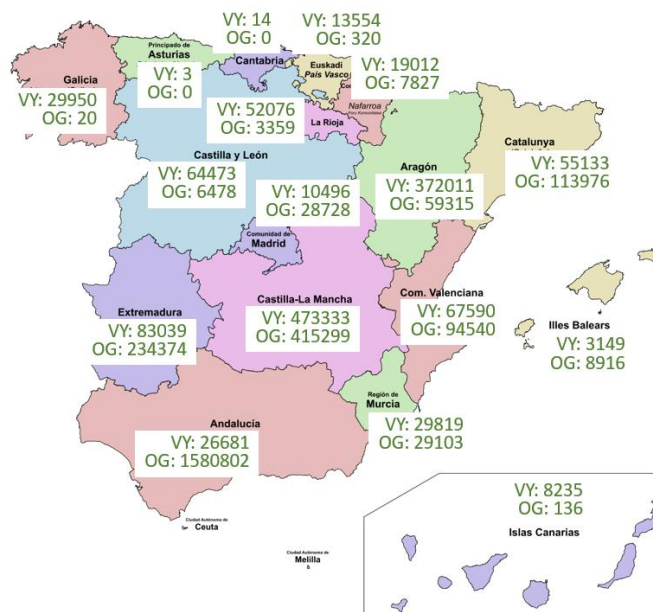 VY: 14
OG: 0
VY: 13554
OG: 320
Principado de
Asturias
Cantabria
Euskadi
País Vasco
VY: 3
OG: 0
VY: 19012
OG: 7827
Galicia
VY: 29950
OG: 20
VY: 52076
OG: 3359
Nafarroa
La Rioja
Castilla y León
VY: 64473
OG: 6478
VY: 10496
OG: 28728
Aragón
VY: 372011
OG: 59315
Catalunya
VY: 55133
OG: 113976
Comunidad de
Madrid
Extremadura
VY: 83039
OG: 234374
Castilla-La Mancha
VY: 473333
OG: 415299
Com. Valenciana
VY: 67590
OG: 94540
Illes Balears
VY: 3149
OG: 8916
Región de
Murcia
VY: 29819
OG: 29103
Andalucía
VY: 26681
OG: 1580802
Ciudad Autónoma de
Ceuta
Ciudad Autónoma de
Melilla
VY: 8235
OG: 136
Islas Canarias